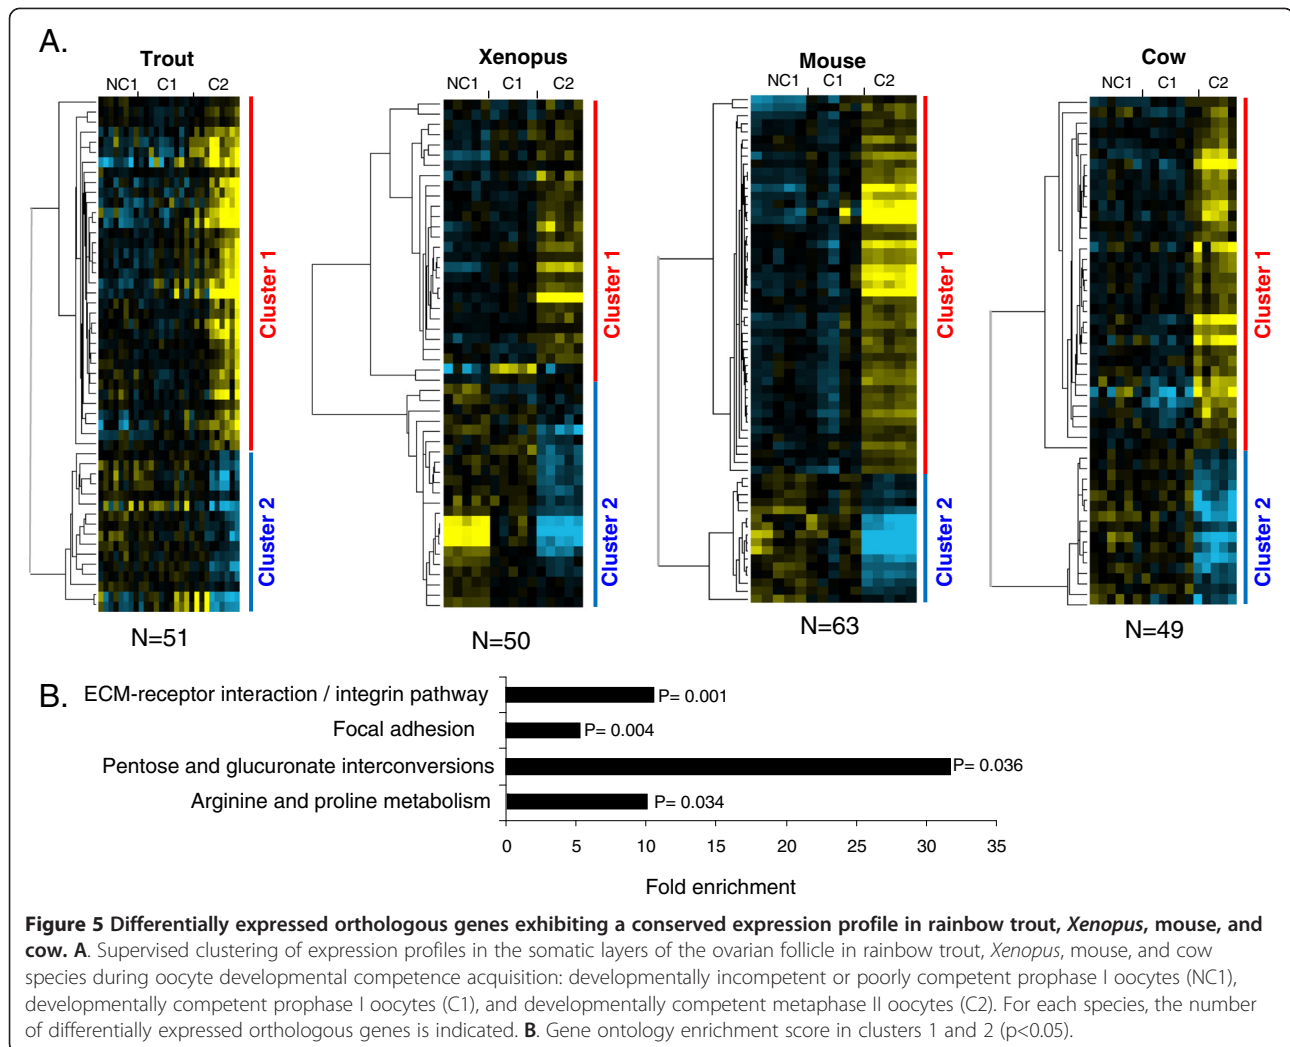 A.
Trout Xenopus Mouse Cow
NC1 C1 C2 NC1 C1 C2 NC1 C1 C2 NC1 C1 C2
Cluster 1 Cluster 1 Cluster 1 Cluster 1
Cluster 2 Cluster 2 Cluster 2 Cluster 2
N=51 N=50 N=63 N=49
B.
ECM-receptor interaction / integrin pathway P= 0.001
Focal adhesion P= 0.004
Pentose and glucuronate interconversions P= 0.036
Arginine and proline metabolism P= 0.034
0 5 10 15 20 25 30 35
Fold enrichment
Figure 5 Differentially expressed orthologous genes exhibiting a conserved expression profile in rainbow trout, Xenopus, mouse, and
cow. A. Supervised clustering of expression profiles in the somatic layers of the ovarian follicle in rainbow trout, Xenopus, mouse, and cow
species during oocyte developmental competence acquisition: developmentally incompetent or poorly competent prophase I oocytes (NC1),
developmentally competent prophase I oocytes (C1), and developmentally competent metaphase II oocytes (C2). For each species, the number
of differentially expressed orthologous genes is indicated. B. Gene ontology enrichment score in clusters 1 and 2 (p<0.05).